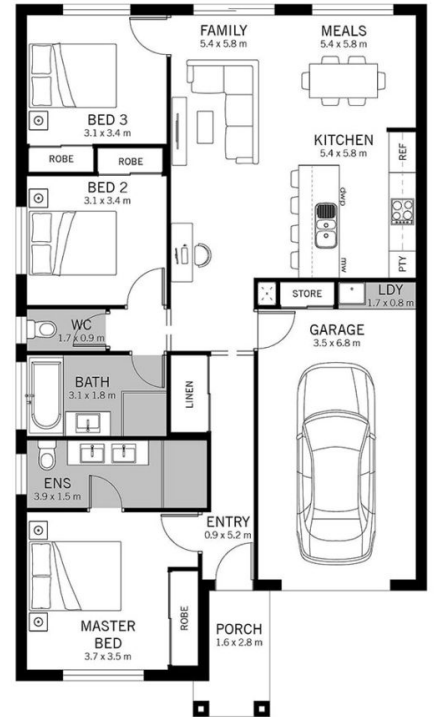 FAMILY
5.4 x 5.8 m
MEALS
5.4 x 5.8 m
BED 3
3.1 x 3.4 m
KITCHEN
5.4 x 5.8 m
REF
ROBE
ROBE
BED 2
3.1 x 3.4 m
dwp
mw
PTY
STORE
LDY
1.7 x 0.8 m
WC
1.7 x 0.9 m
GARAGE
3.5 x 6.8 m
BATH
3.1 x 1.8 m
LINEN
ENS
3.9 x 1.5 m
ENTRY
0.9 x 5.2 m
MASTER
BED
3.7 x 3.5 m
ROBE
PORCH
1.6 x 2.8 m